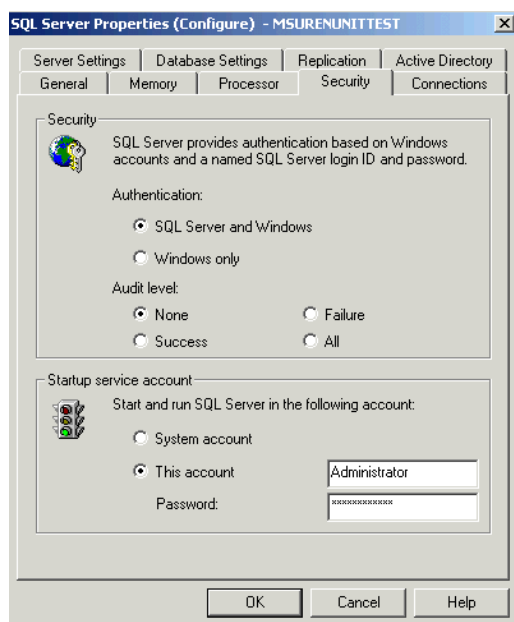 SQL Server Properties (Configure) - MSURENUNITTEST
Server Settings Database Settings Replication Active Directory
General Memory Processor Security Connections
Security
SQL Server provides authentication based on Windows
accounts and a named SQL Server login ID and password.
Authentication:
SQL Server and Windows
Windows only
Audit level:
None Failure
Success All
Startup service account
Start and run SQL Server in the following account:
System account
This account Administrator
Password: xxxxxxxxxxxx
OK Cancel Help